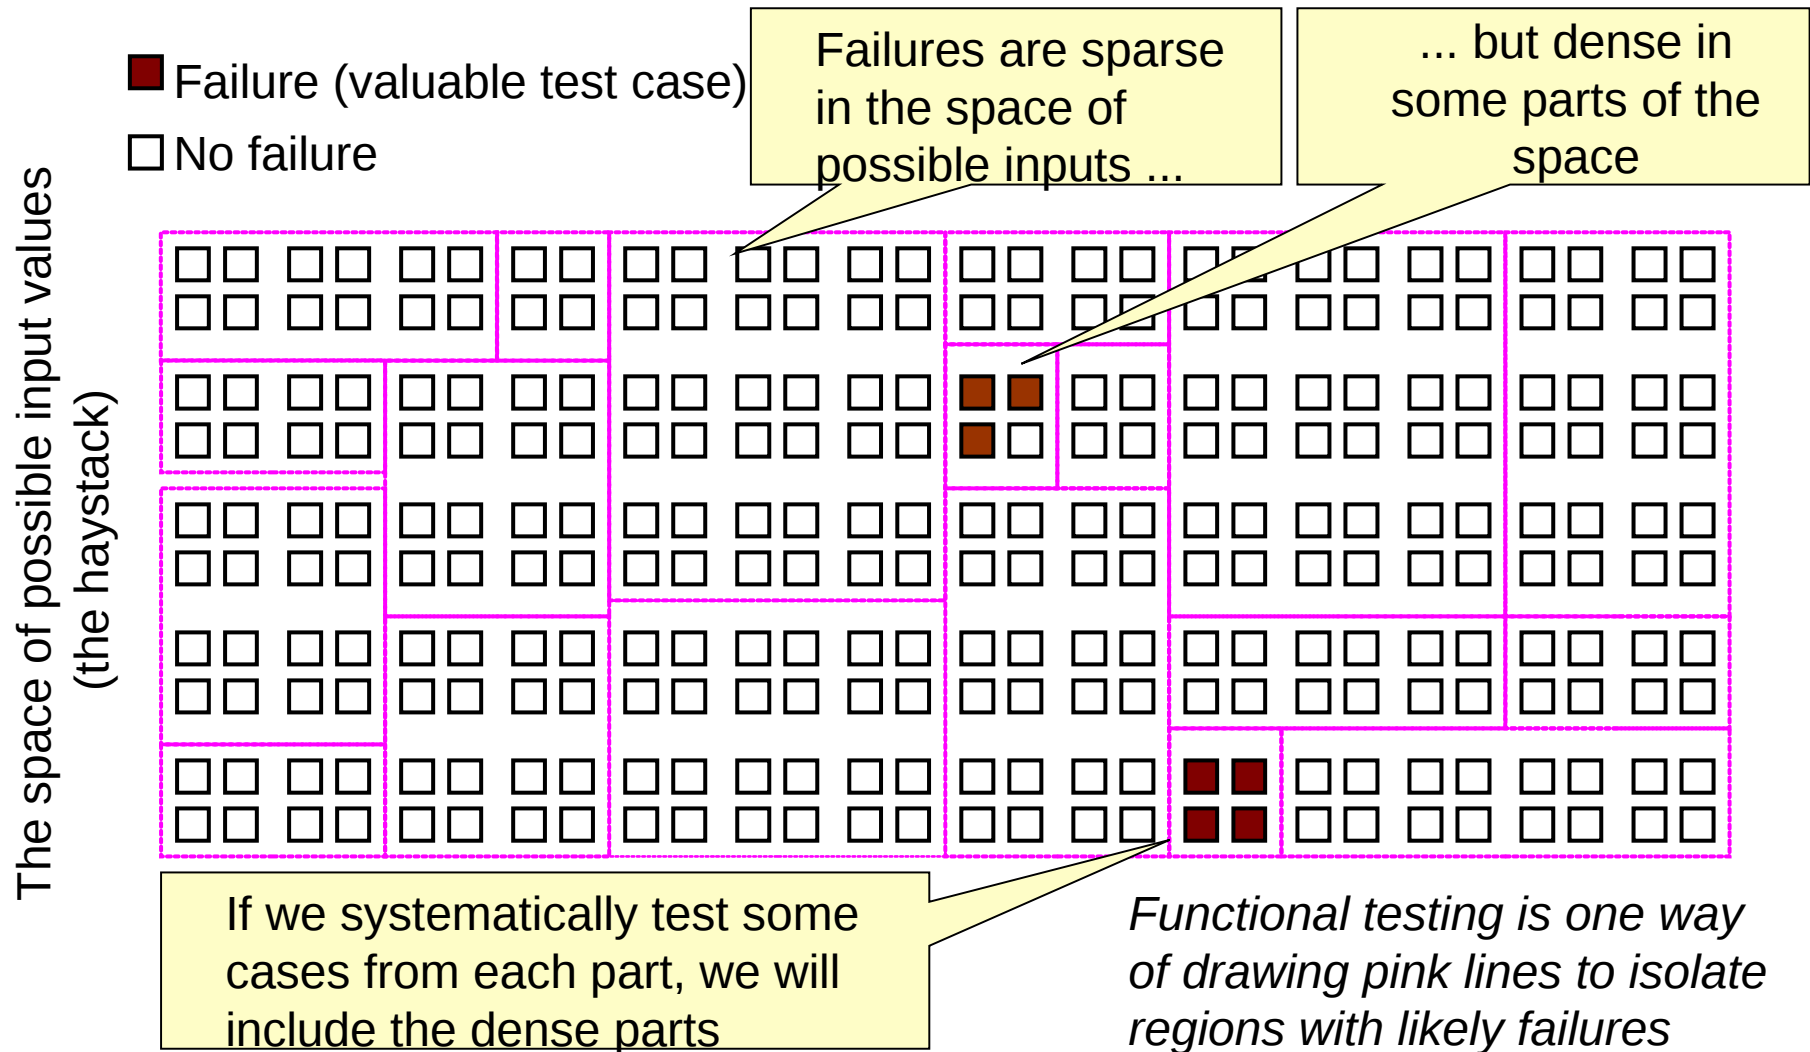 Failure (valuable test case)
No failure
Failures are sparse
in the space of
possible inputs ...
... but dense in
some parts of the
space
The space of possible input values
(the haystack)
If we systematically test some
cases from each part, we will
include the dense parts
Functional testing is one way
of drawing pink lines to isolate
regions with likely failures